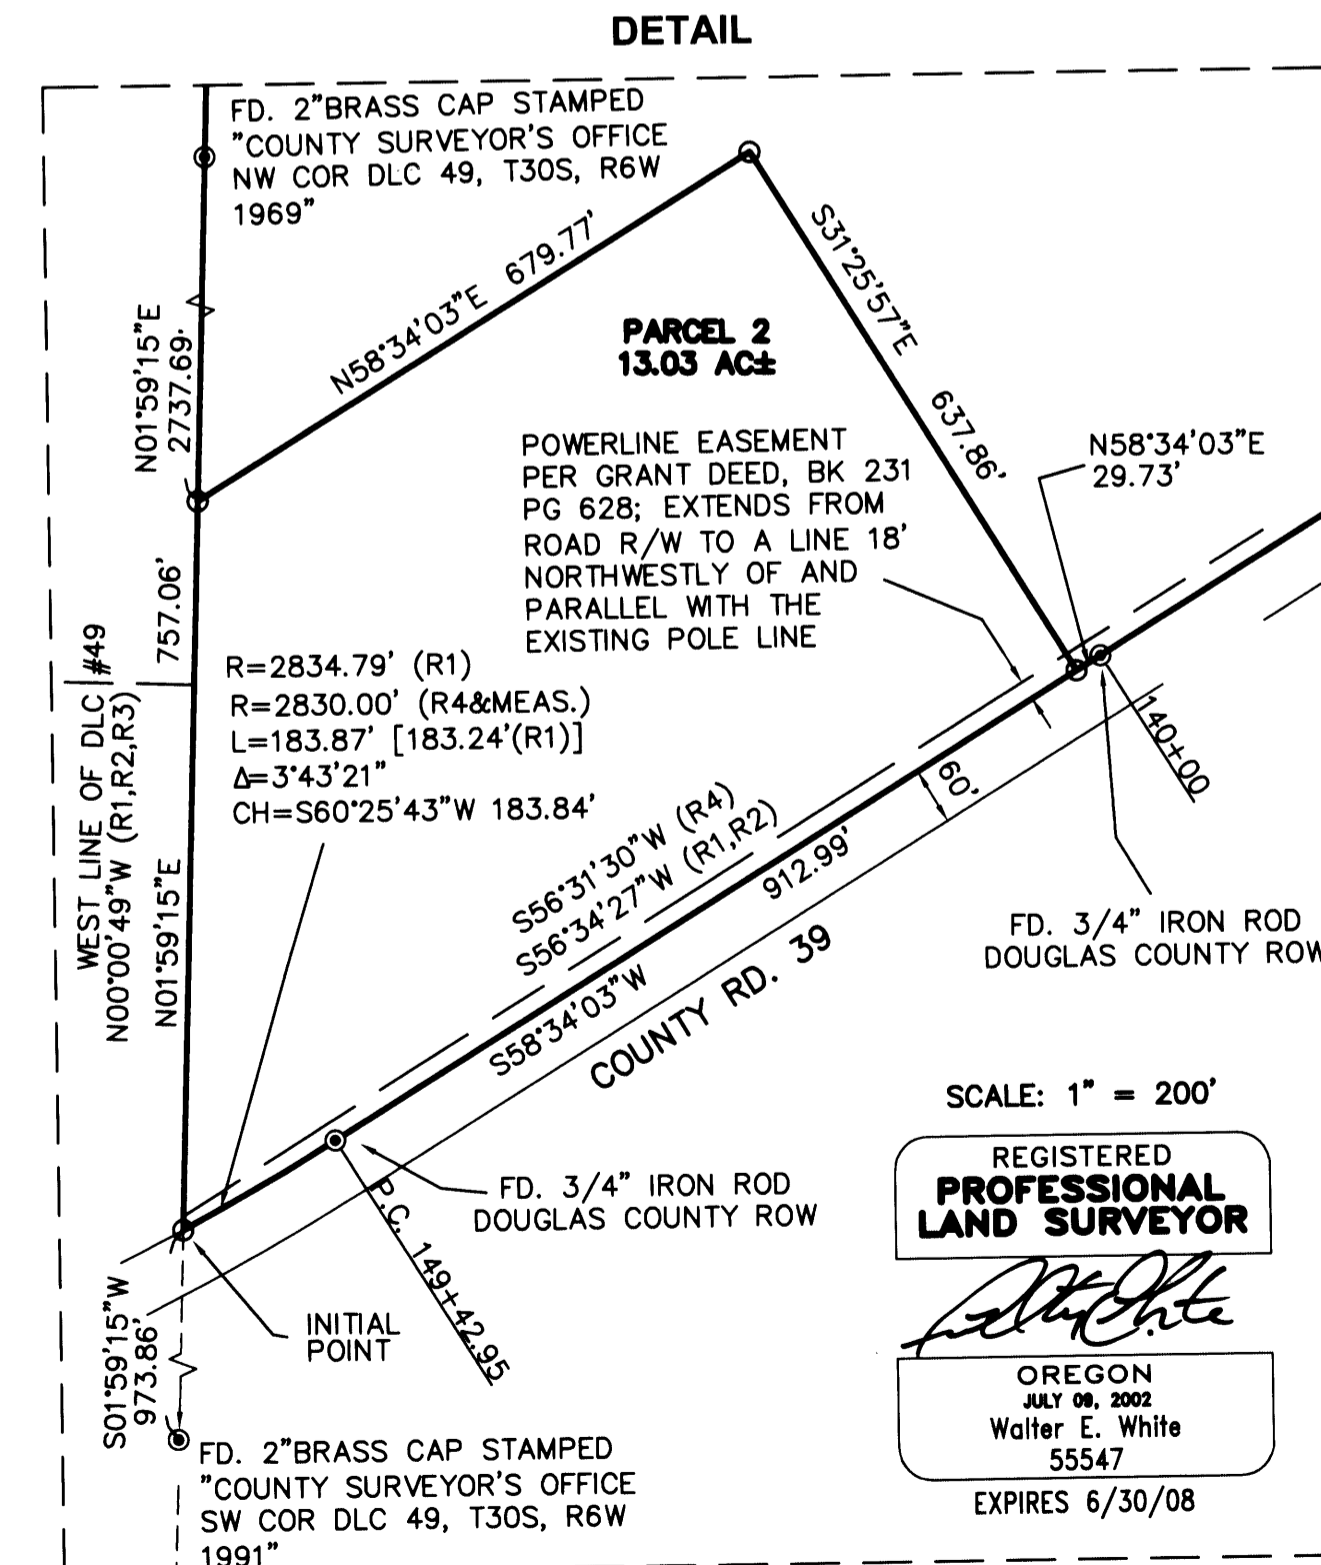 DETAIL
FD. 2"BRASS CAP STAMPED
"COUNTY SURVEYOR'S OFFICE
NW COR DLC 49, T30S, R6W
1969"
N01°59'15"E
2737.69'
N58°34'03"E 679.77'
S31°25'57"E 637.86'
PARCEL 2
13.03 AC±
POWERLINE EASEMENT
PER GRANT DEED, BK 231
PG 628; EXTENDS FROM
ROAD R/W TO A LINE 18'
NORTHWESTLY OF AND
PARALLEL WITH THE
EXISTING POLE LINE
N58°34'03"E
29.73'
757.06'
WEST LINE OF DLC #49
N00°00'49"W (R1,R2,R3)
N01°59'15"E
R=2834.79' (R1)
R=2830.00' (R4&MEAS.)
L=183.87' [183.24'(R1)]
Δ=3°43'21"
CH=S60°25'43"W 183.84'
140+00
60'
S56°31'30"W (R4)
S56°34'27"W (R1,R2)
912.99'
S58°34'03"W
COUNTY RD. 39
FD. 3/4" IRON ROD
DOUGLAS COUNTY ROW
SCALE: 1" = 200'
FD. 3/4" IRON ROD
DOUGLAS COUNTY ROW
P.C. 149+42.95
INITIAL
POINT
S01°59'15"W
973.86'
FD. 2"BRASS CAP STAMPED
"COUNTY SURVEYOR'S OFFICE
SW COR DLC 49, T30S, R6W
1991"
REGISTERED
PROFESSIONAL
LAND SURVEYOR
OREGON
JULY 09, 2002
Walter E. White
55547
EXPIRES 6/30/08